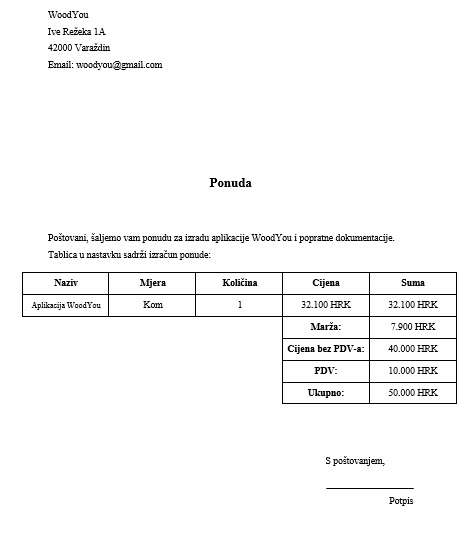 WoodYou
Ive Režeka 1A
42000 Varaždin
Email: woodyou@gmail.com
Ponuda
Poštovani, šaljemo vam ponudu za izradu aplikacije WoodYou i popratne dokumentacije.
Tablica u nastavku sadrži izračun ponude:
Naziv Mjera Količina Cijena Suma
Aplikacija WoodYou Kom 1 32.100 HRK 32.100 HRK
Marža: 7.900 HRK
Cijena bez PDV-a: 40.000 HRK
PDV: 10.000 HRK
Ukupno: 50.000 HRK
S poštovanjem,
Potpis